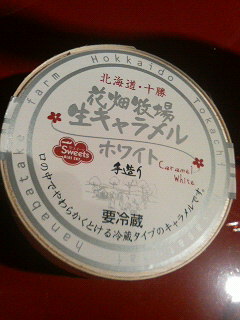 Hokkaido Tokachi
hanabatake farm
北海道・十勝
花畑牧場
生キャラメル
ホワイト
Sweets
手造り
Caramel
White
要冷蔵
口の中でやわらかくとける冷蔵タイプのキャラメルです。